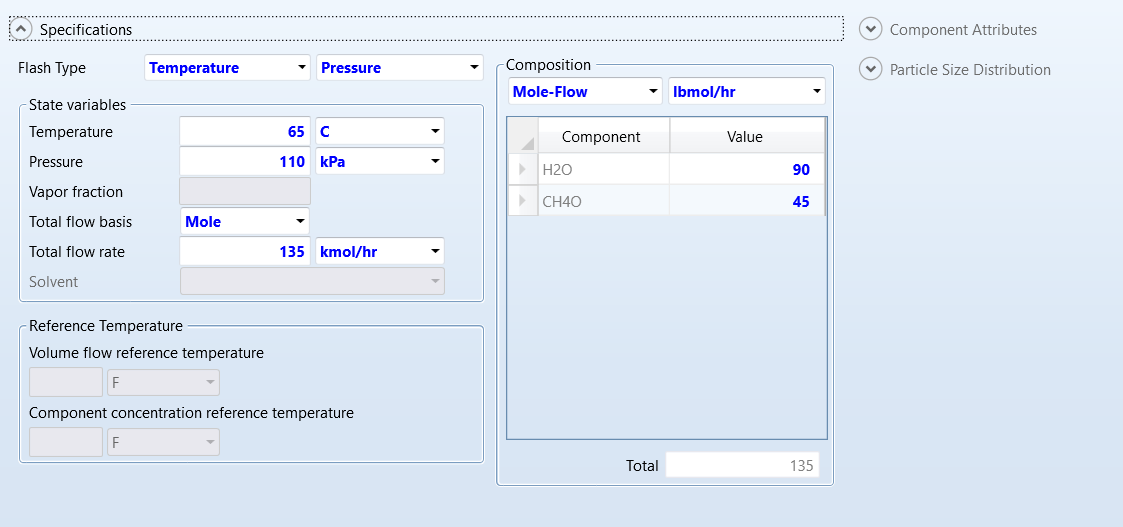 Specifications
Flash Type Temperature Pressure
State variables
Temperature 65 C
Pressure 110 kPa
Vapor fraction
Total flow basis Mole
Total flow rate 135 kmol/hr
Solvent
Reference Temperature
Volume flow reference temperature
F
Component concentration reference temperature
F
Composition
Mole-Flow lbmol/hr
Component Value
H2O 90
CH4O 45
Total 135
Component Attributes
Particle Size Distribution